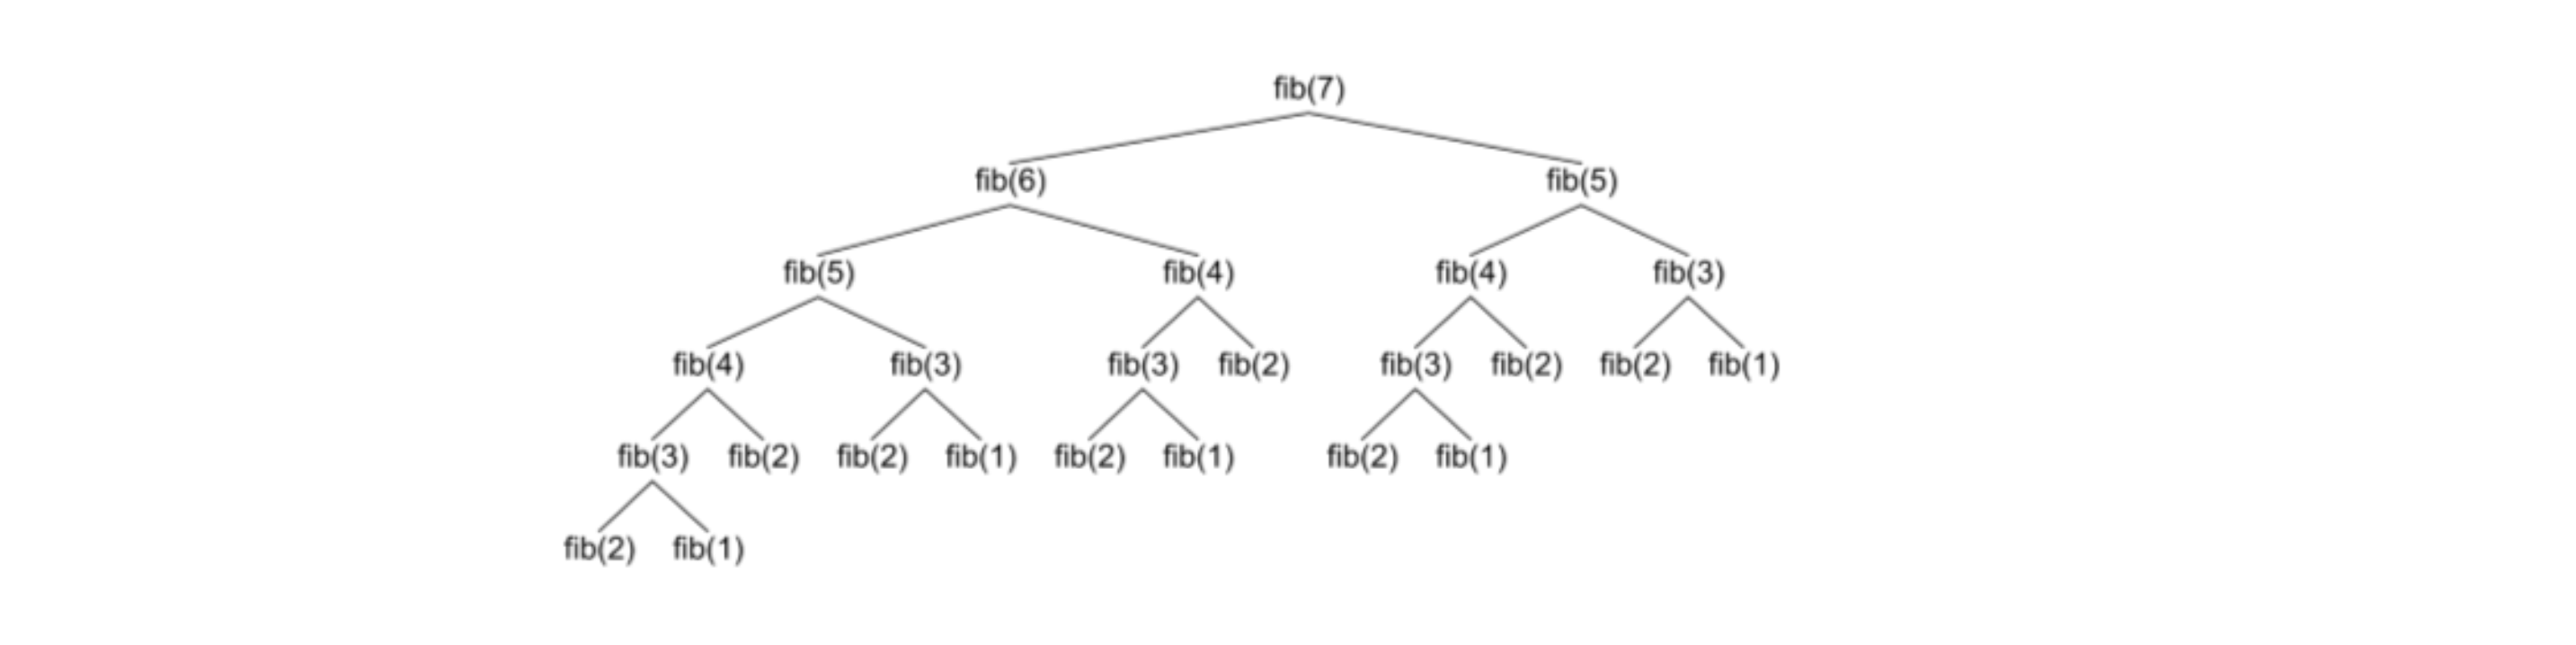 fib(7)
fib(6) fib(5)
fib(5) fib(4) fib(4) fib(3)
fib(4) fib(3) fib(3) fib(2) fib(3) fib(2) fib(2) fib(1)
fib(3) fib(2) fib(2) fib(1) fib(2) fib(1) fib(2) fib(1)
fib(2) fib(1)